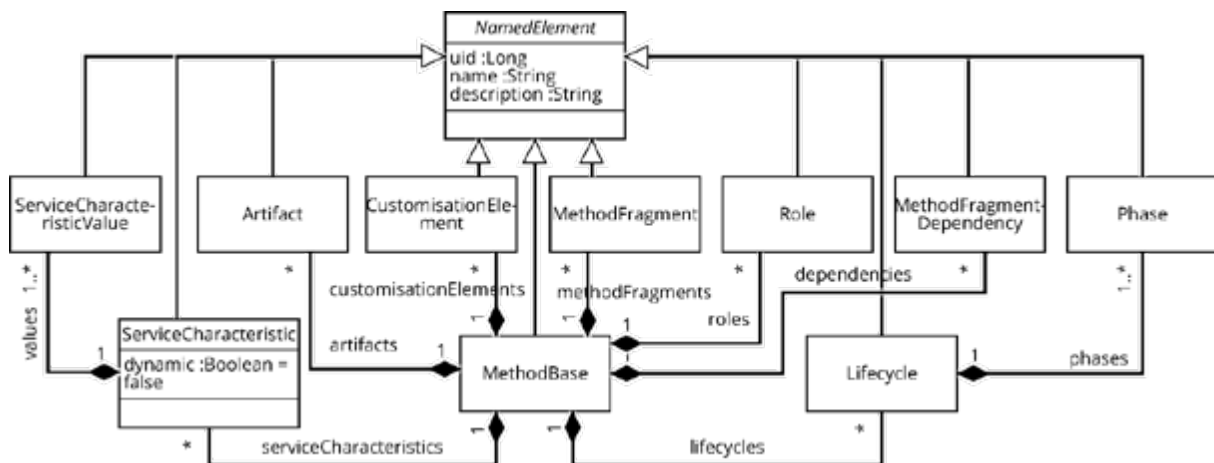 NamedElement
uid :Long
name :String
description :String
ServiceCharacte-
risticValue
Artifact
CustomisationEle-
ment
MethodFragment
Role
MethodFragment-
Dependency
Phase
1..*
*
*
*
*
*
1..*
values
customisationElements
methodFragments
dependencies
roles
ServiceCharacteristic
dynamic :Boolean =
false
1
artifacts
1
1
1
1
1
MethodBase
Lifecycle
1
phases
*
serviceCharacteristics
1
1
lifecycles
*